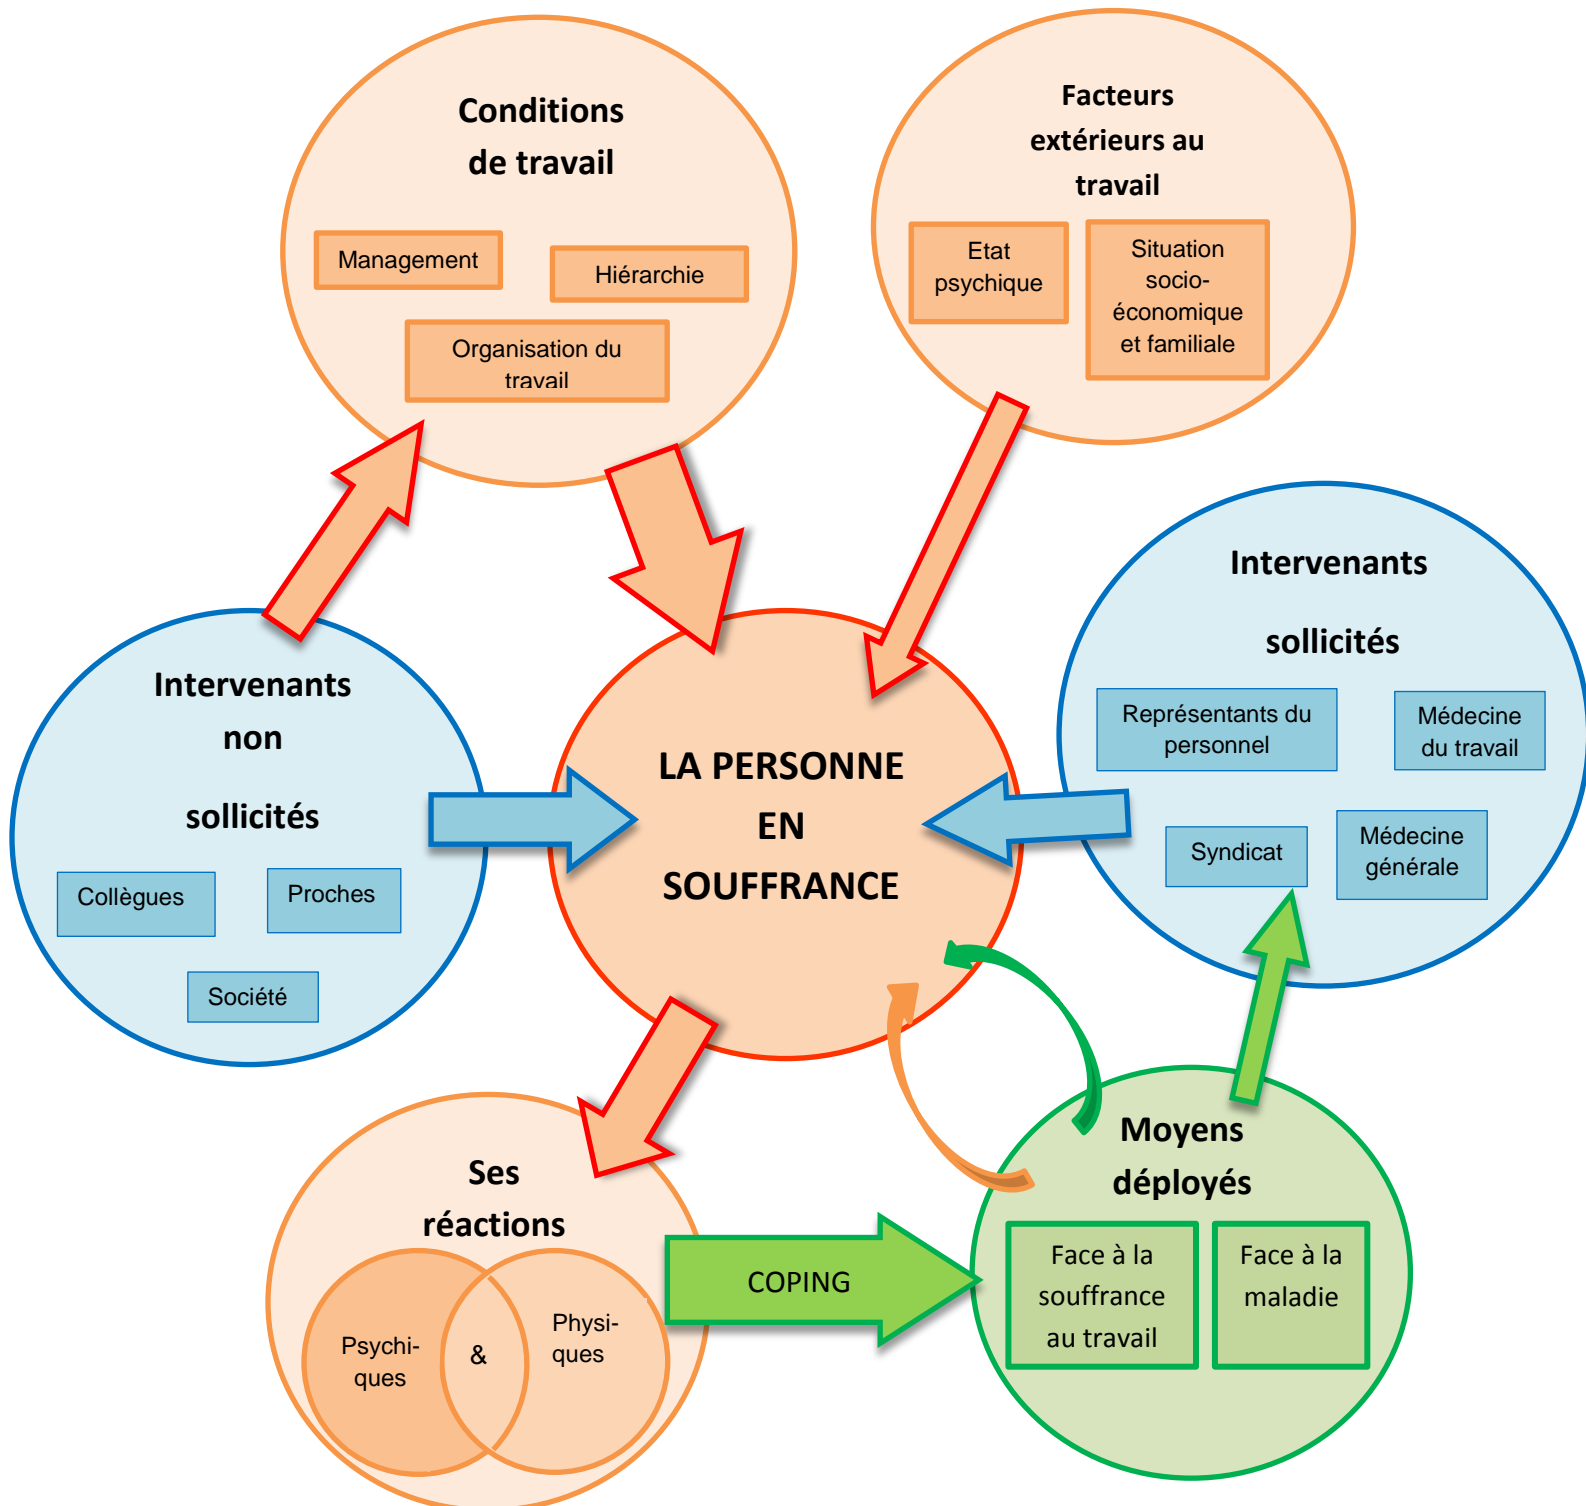 Conditions
de travail
Management
Hiérarchie
Organisation du
travail
Facteurs
extérieurs au
travail
Etat
psychique
Situation
socio-
économique
et familiale
Intervenants
non
sollicités
Collègues
Proches
Société
LA PERSONNE
EN
SOUFFRANCE
Intervenants
sollicités
Représentants du
personnel
Médecine
du travail
Syndicat
Médecine
générale
Ses
réactions
Psychi-
ques
&
Physi-
ques
COPING
Moyens
déployés
Face à la
souffrance
au travail
Face à la
maladie